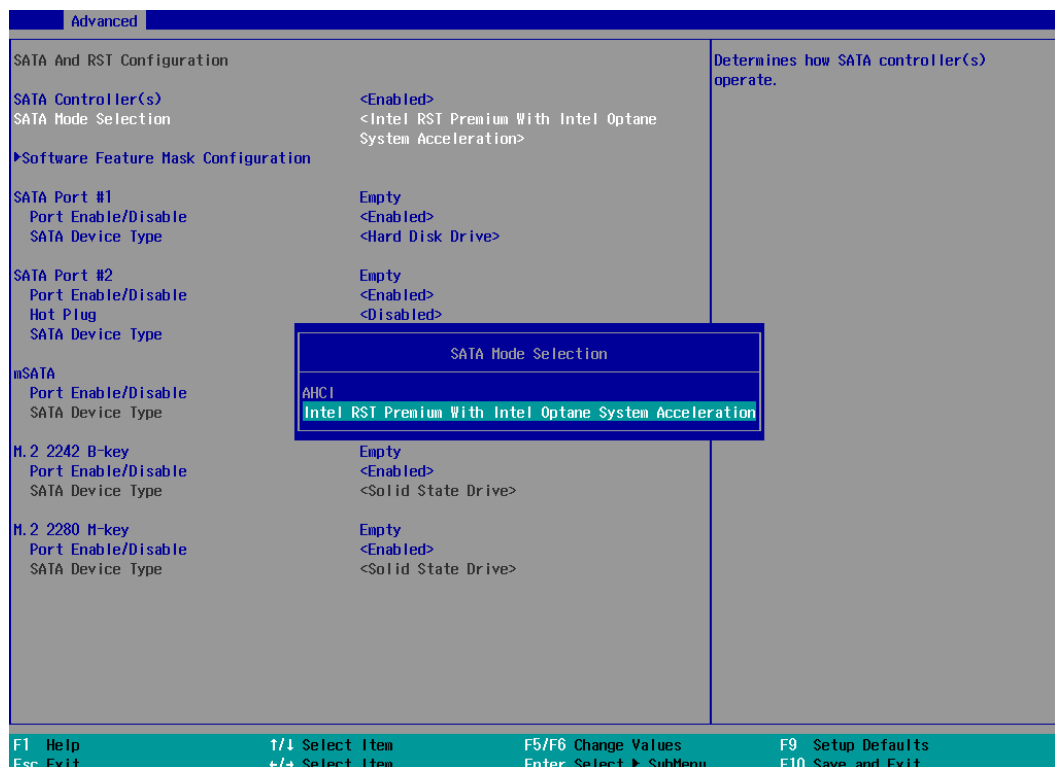 Advanced
SATA And RST Configuration
Determines how SATA controller(s)
operate.
SATA Controller(s) <Enabled>
SATA Mode Selection <Intel RST Premium With Intel Optane
System Acceleration>
▶Software Feature Mask Configuration
SATA Port #1 Empty
Port Enable/Disable <Enabled>
SATA Device Type <Hard Disk Drive>
SATA Port #2 Empty
Port Enable/Disable <Enabled>
Hot Plug <Disabled>
SATA Device Type
mSATA
Port Enable/Disable
SATA Device Type
SATA Mode Selection
AHCI
Intel RST Premium With Intel Optane System Acceleration
M.2 2242 B-key Empty
Port Enable/Disable <Enabled>
SATA Device Type <Solid State Drive>
M.2 2280 M-key Empty
Port Enable/Disable <Enabled>
SATA Device Type <Solid State Drive>
F1 Help ↑/↓ Select Item F5/F6 Change Values F9 Setup Defaults
Esc Exit ←/→ Select Item Enter Select ▶ SubMenu F10 Save and Exit